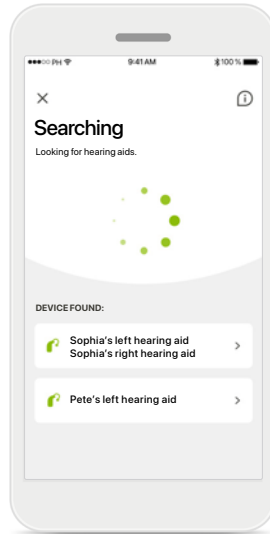 PH 9:41 AM 100%
Searching
Looking for hearing aids.
DEVICE FOUND:
Sophia's left hearing aid
Sophia's right hearing aid
Pete's left hearing aid